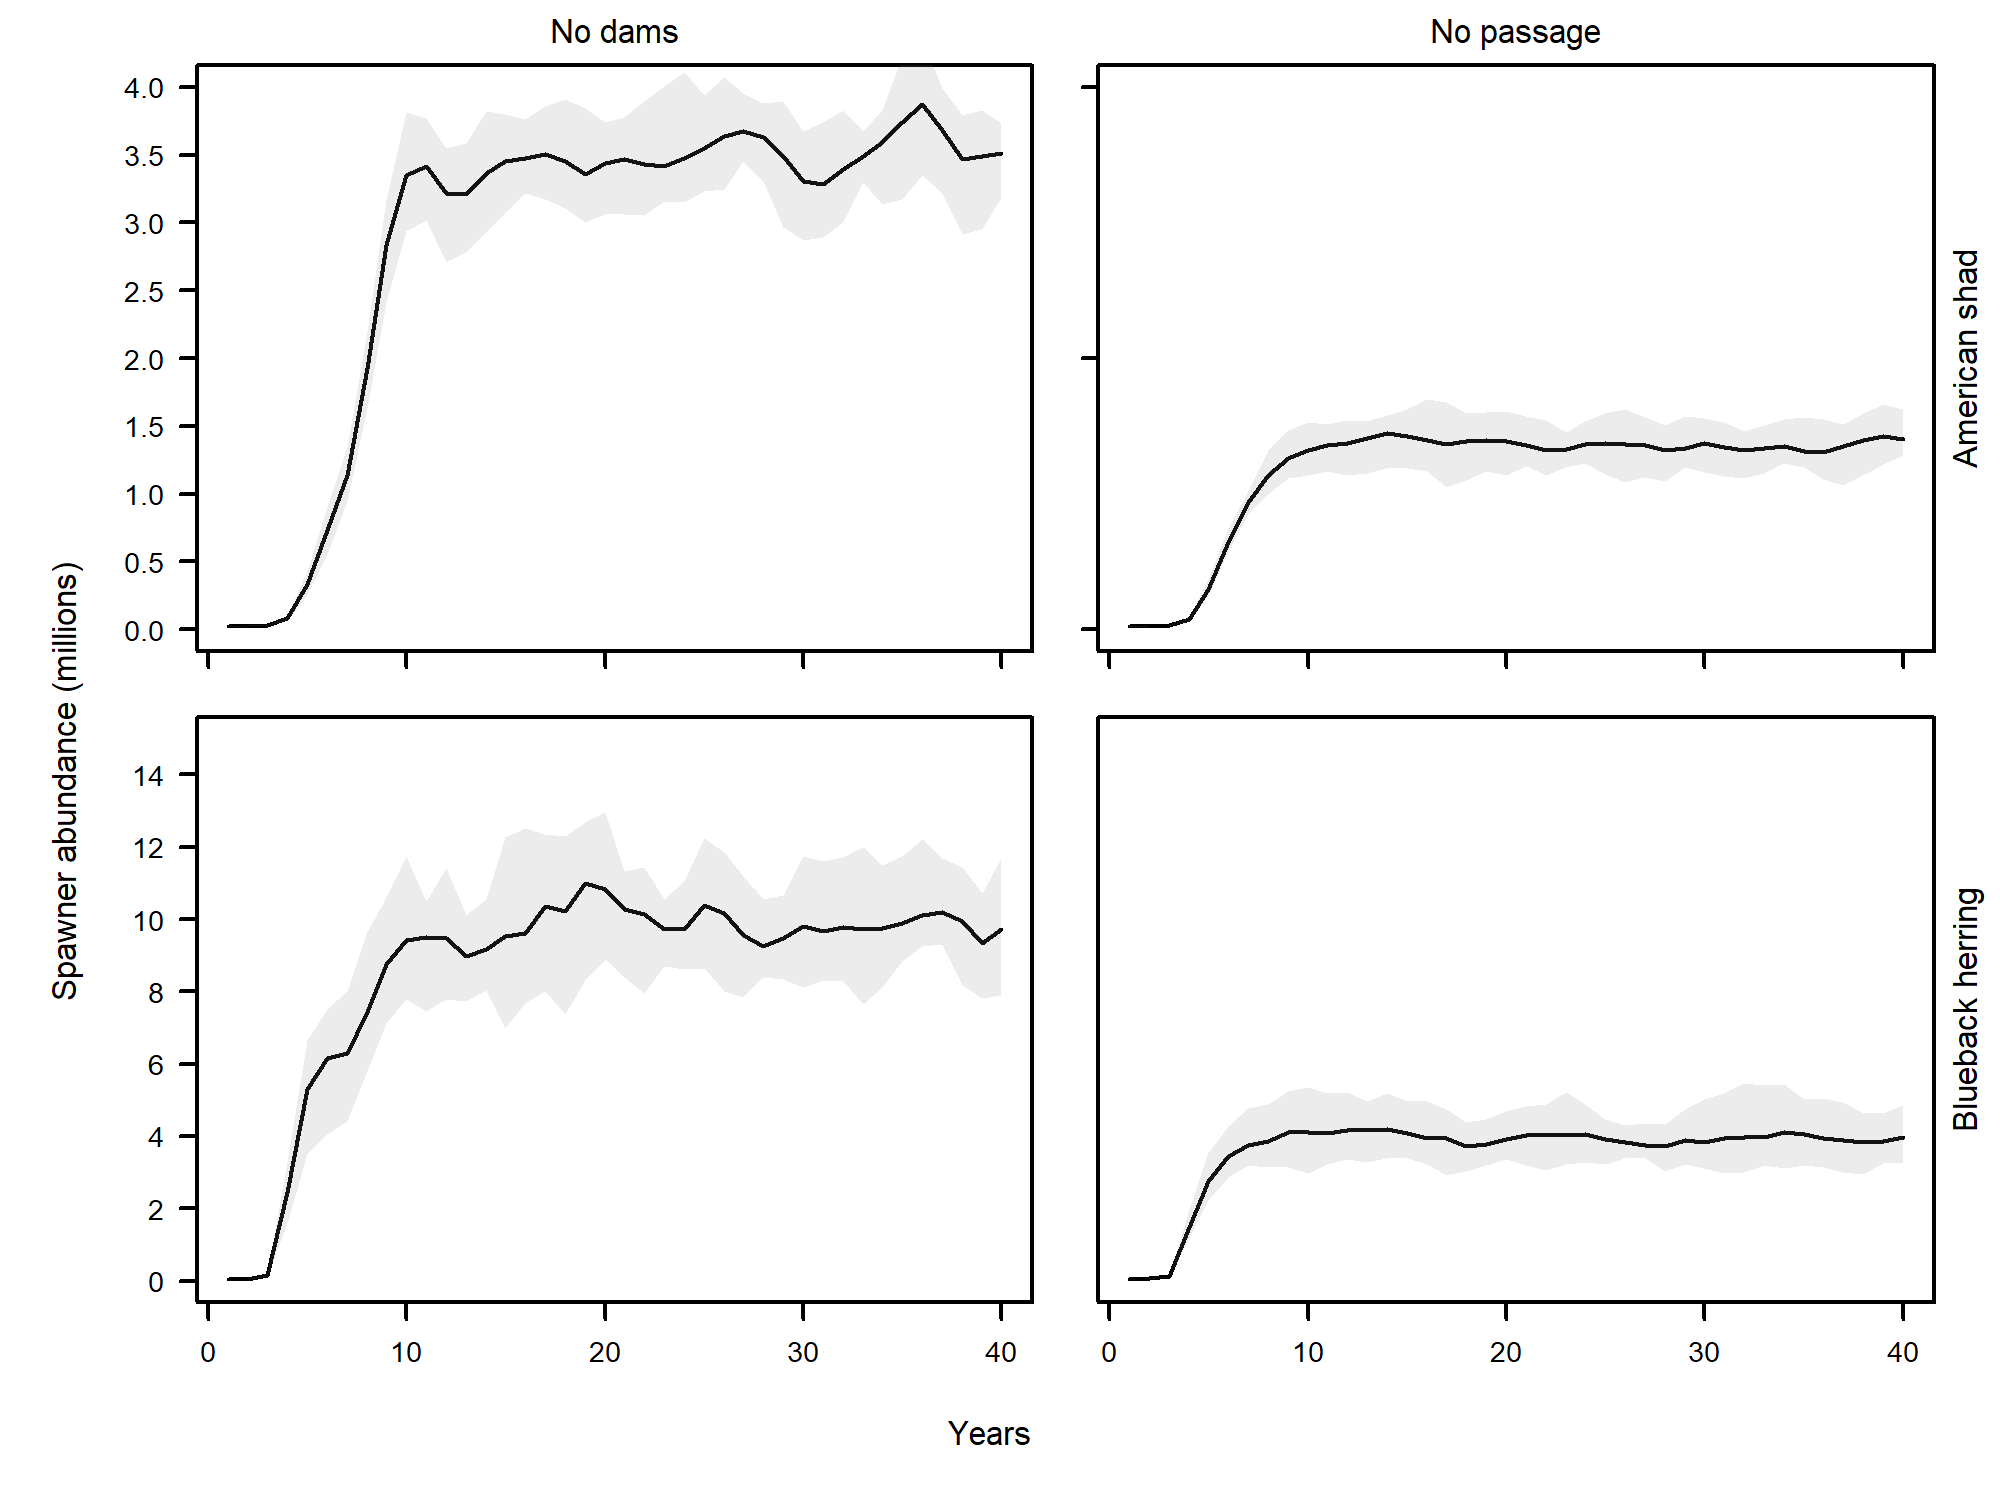 No dams
No passage
4.0
3.5
3.0
2.5
2.0
1.5
1.0
0.5
0.0
American shad
Spawner abundance (millions)
14
12
10
8
6
4
2
0
Blueback herring
0 10 20 30 40
0 10 20 30 40
Years